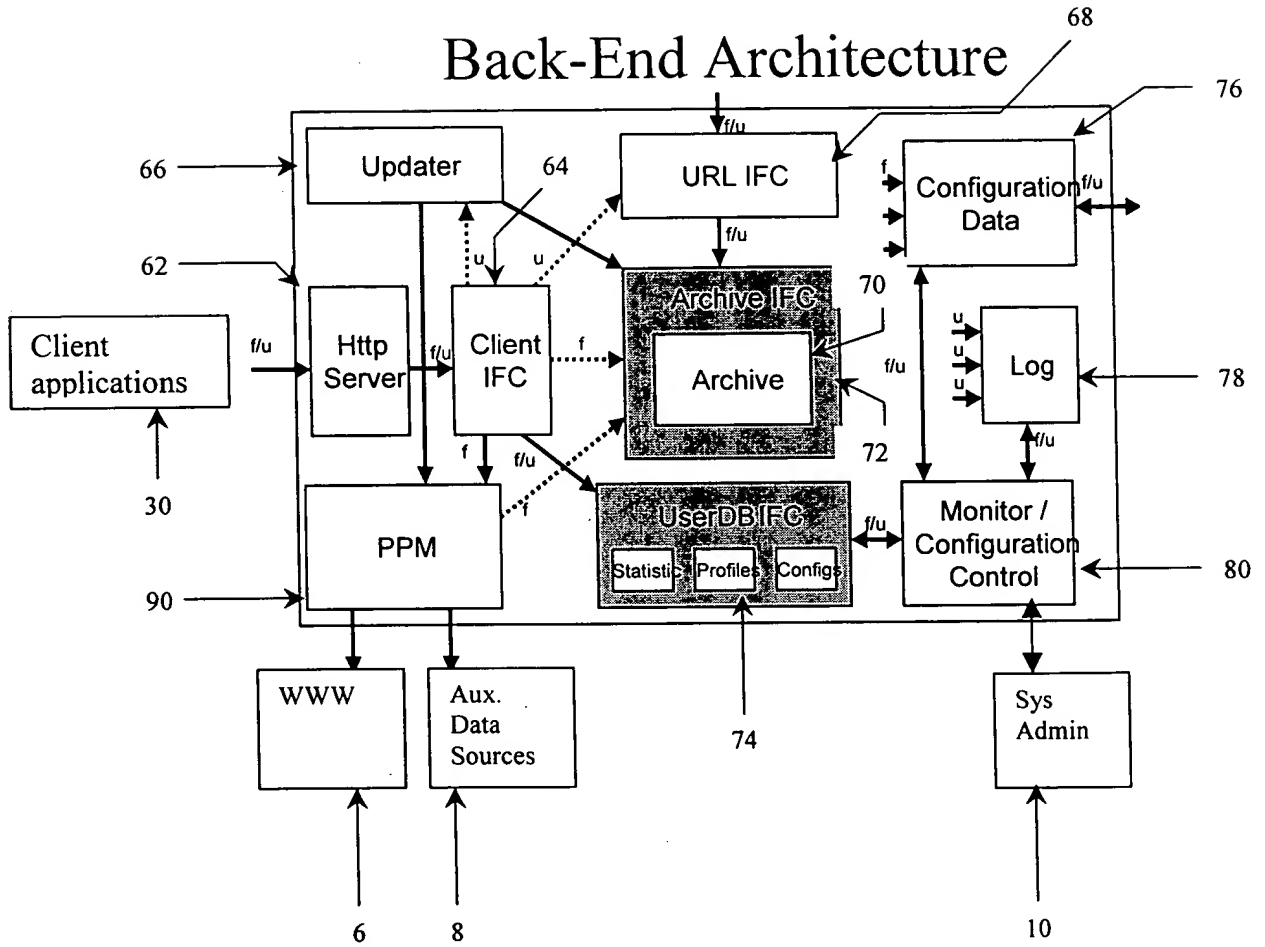 68
Back-End Architecture
76
f/u
66
Updater
64
URL IFC
f
Configuration
Data
f/u
u
u
f/u
62
Archive IFC
70
Client
applications
f/u
Http
Server
f/u
Client
IFC
f
Archive
f/u
c
c
c
Log
78
72
f
f/u
f/u
30
f
PPM
UserDB IFC
Statistic
Profiles
Configs
f/u
Monitor /
Configuration
Control
80
90
WWW
Aux.
Data
Sources
74
Sys
Admin
6
8
10